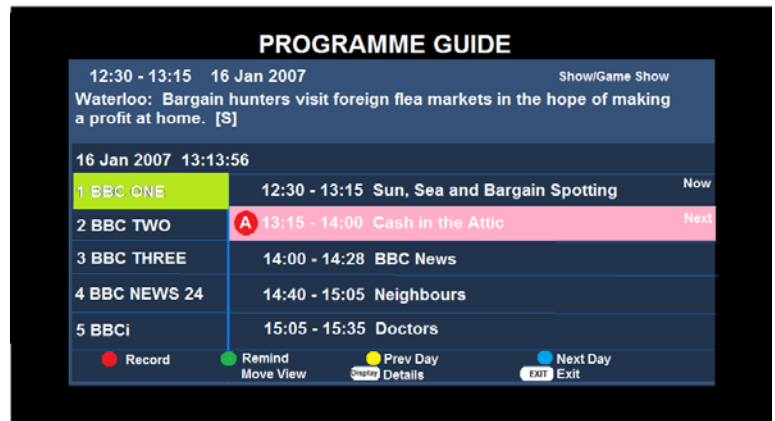 PROGRAMME GUIDE
12:30 - 13:15 16 Jan 2007 Show/Game Show
Waterloo: Bargain hunters visit foreign flea markets in the hope of making
a profit at home. [S]
16 Jan 2007 13:13:56
1 BBC ONE 12:30 - 13:15 Sun, Sea and Bargain Spotting Now
2 BBC TWO A 13:15 - 14:00 Cash in the Attic Next
3 BBC THREE 14:00 - 14:28 BBC News
4 BBC NEWS 24 14:40 - 15:05 Neighbours
5 BBCi 15:05 - 15:35 Doctors
Record Remind Prev Day Next Day
Move View Display Details EXIT Exit